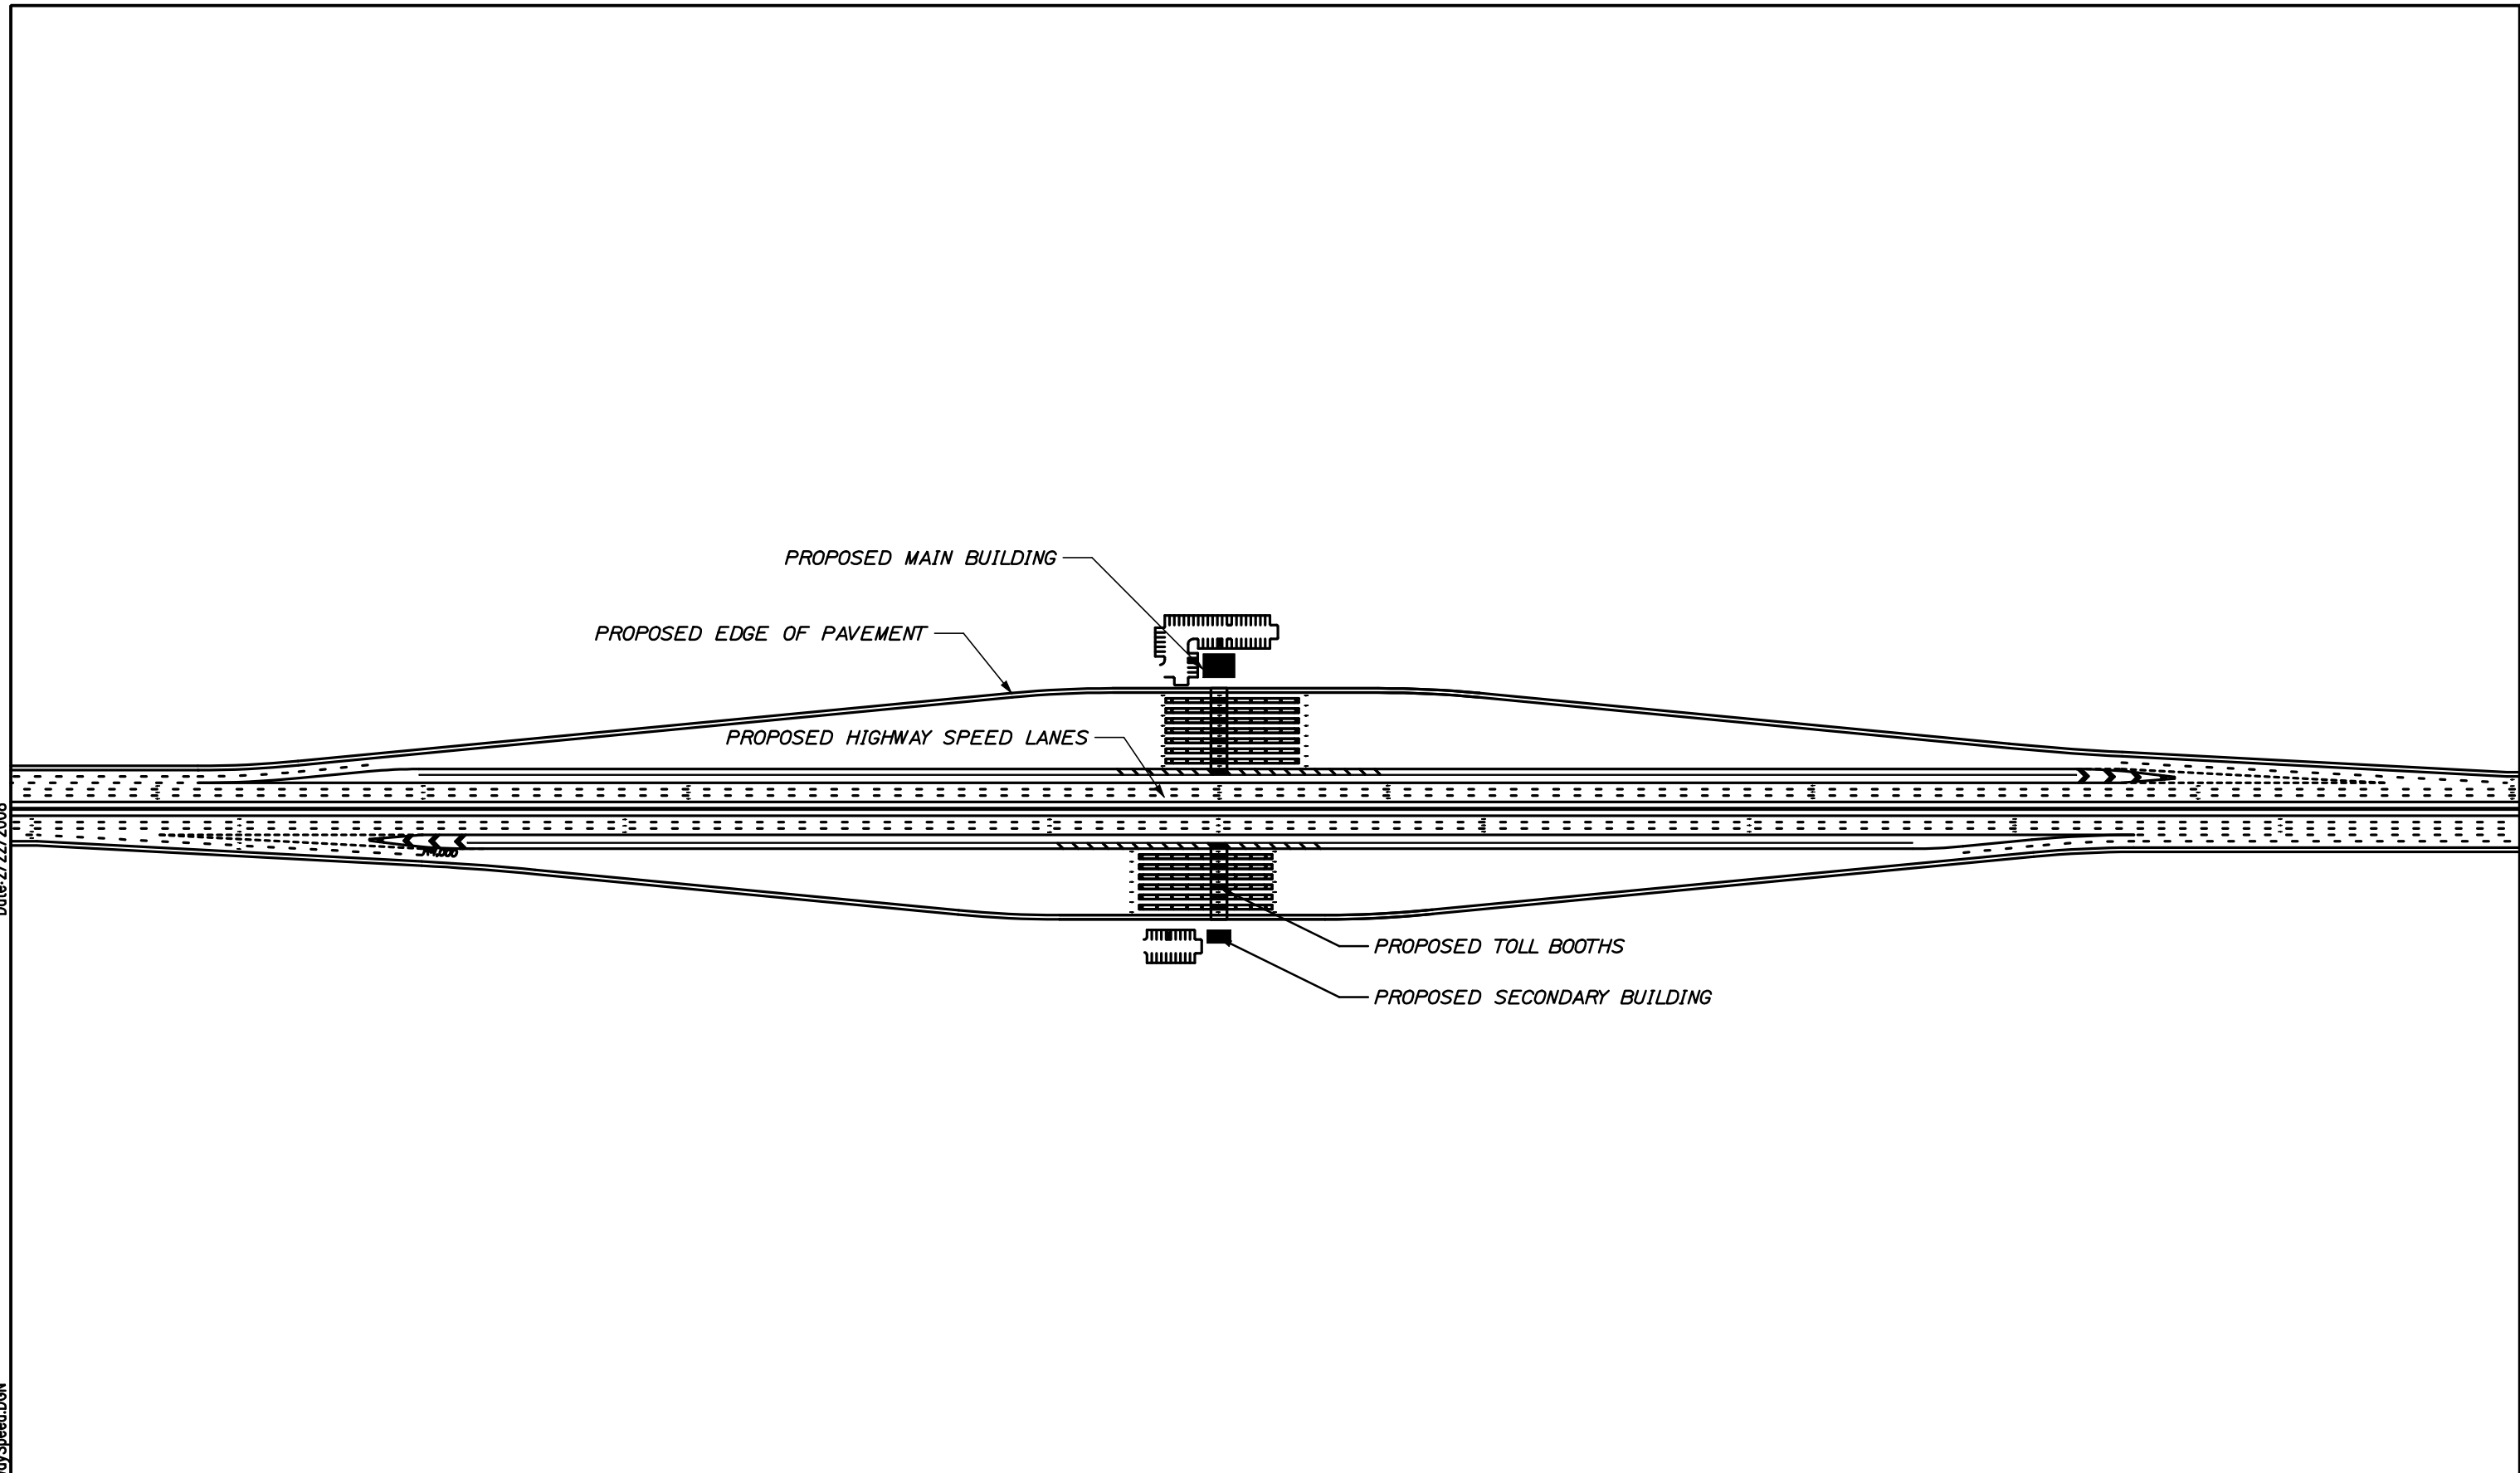 PROPOSED MAIN BUILDING
PROPOSED EDGE OF PAVEMENT
PROPOSED HIGHWAY SPEED LANES
PROPOSED TOLL BOOTHS
PROPOSED SECONDARY BUILDING